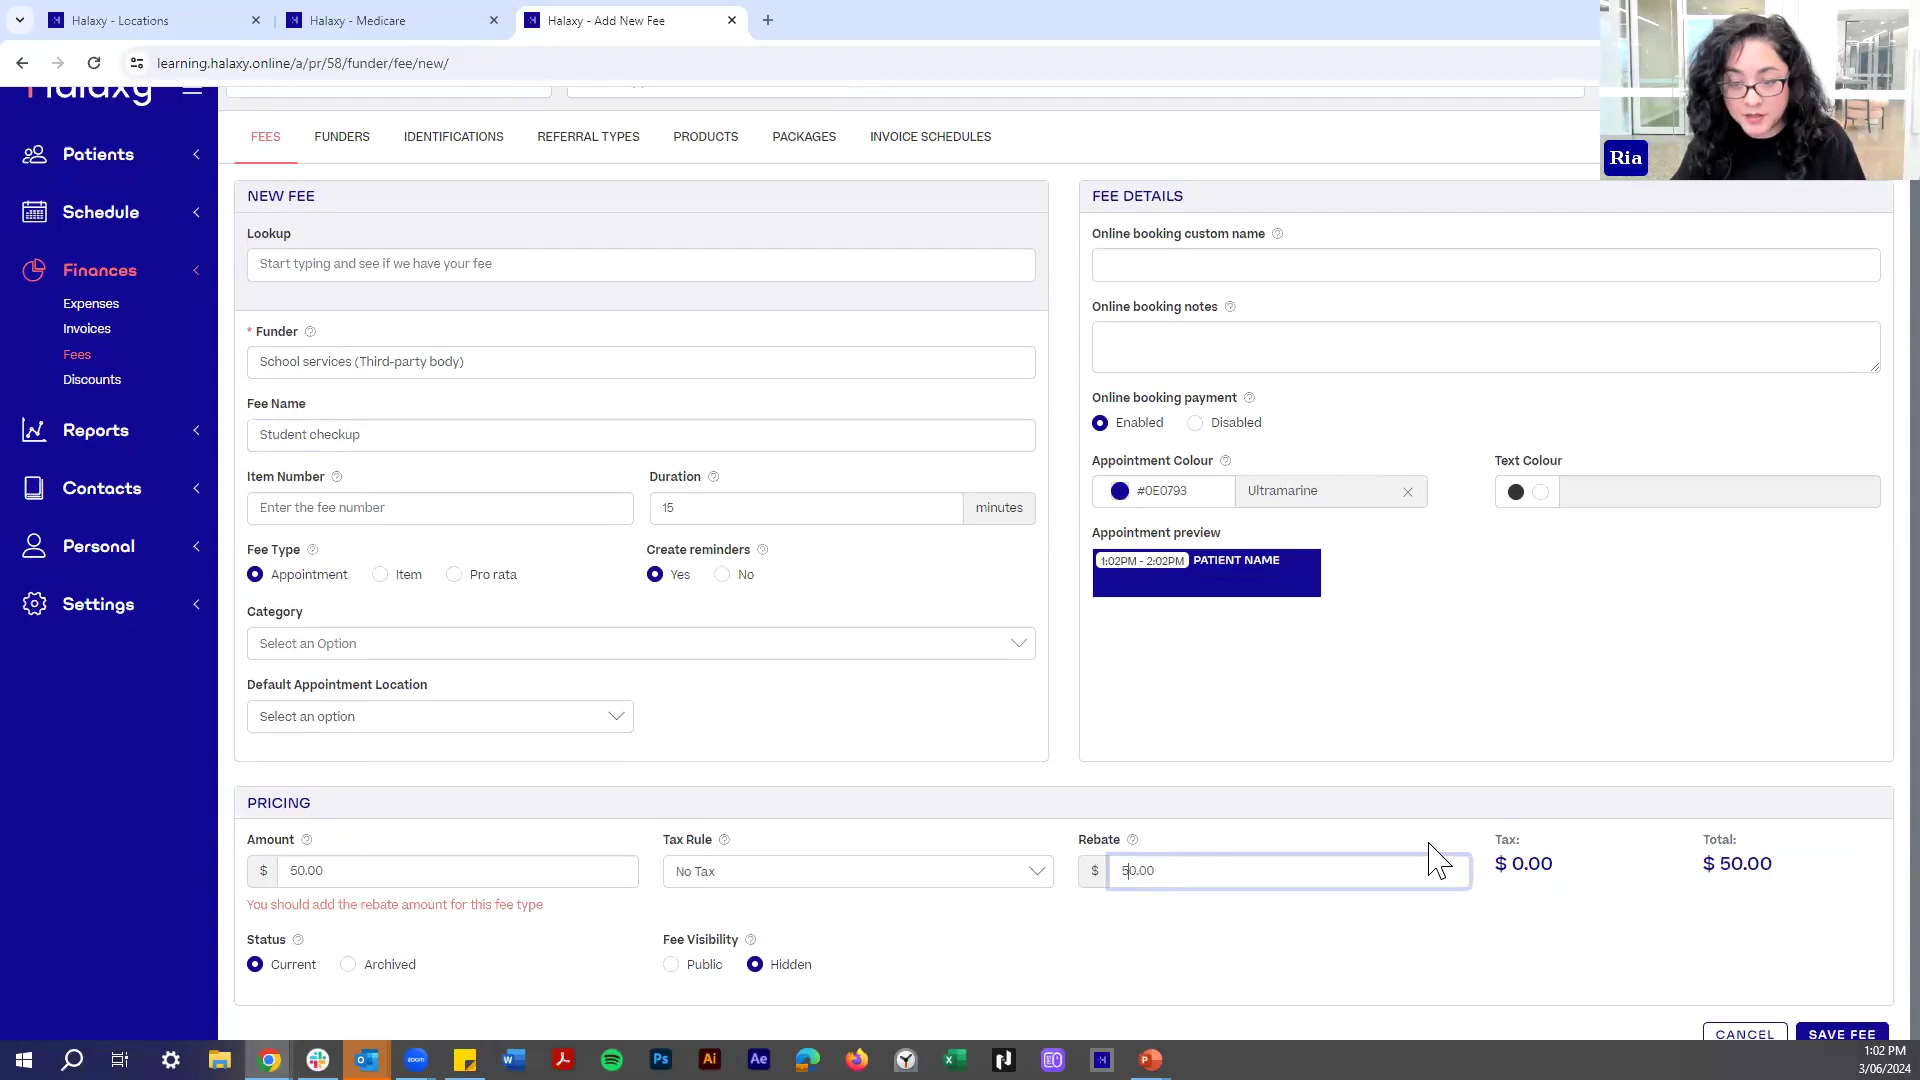 Halaxy - Locations
Halaxy - Medicare
Halaxy - Add New Fee
learning.halaxy.online/a/pr/58/funder/fee/new/
Halaxy
Ria
Patients
Schedule
Finances
Expenses
Invoices
Fees
Discounts
Reports
Contacts
Personal
Settings
FEES FUNDERS IDENTIFICATIONS REFERRAL TYPES PRODUCTS PACKAGES INVOICE SCHEDULES
NEW FEE
Lookup
Start typing and see if we have your fee
* Funder
School services (Third-party body)
Fee Name
Student checkup
Item Number Duration
Enter the fee number 15 minutes
Fee Type Create reminders
Appointment Item Pro rata Yes No
Category
Select an Option
Default Appointment Location
Select an option
FEE DETAILS
Online booking custom name
Online booking notes
Online booking payment
Enabled Disabled
Appointment Colour Text Colour
#0E0793 Ultramarine
Appointment preview
1:02PM - 2:02PM PATIENT NAME
PRICING
Amount Tax Rule Rebate Tax: Total:
$ 50.00 No Tax $ 50.00 $ 0.00 $ 50.00
You should add the rebate amount for this fee type
Status Fee Visibility
Current Archived Public Hidden
CANCEL SAVE FEE
zoom
Ps
Ai
Ae
1:02 PM
3/06/2024